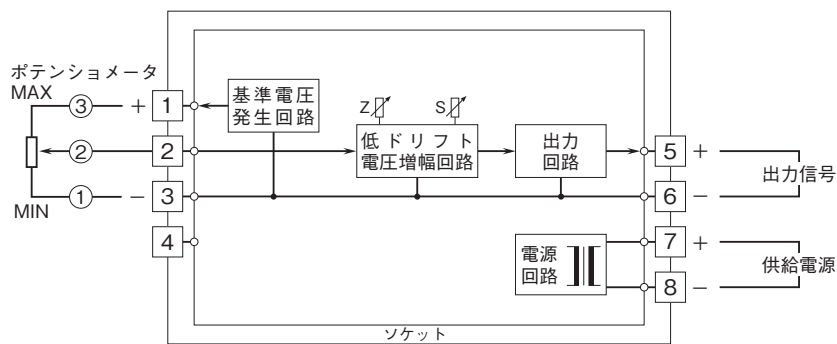 ポテンショメータ
MAX
③ + 1
② 2
① − 3
MIN
4
基準電圧
発生回路
Z
S
低ドリフト
電圧増幅回路
出力
回路
5 +
6 −
出力信号
電源
回路
7 +
8 −
供給電源
ソケット